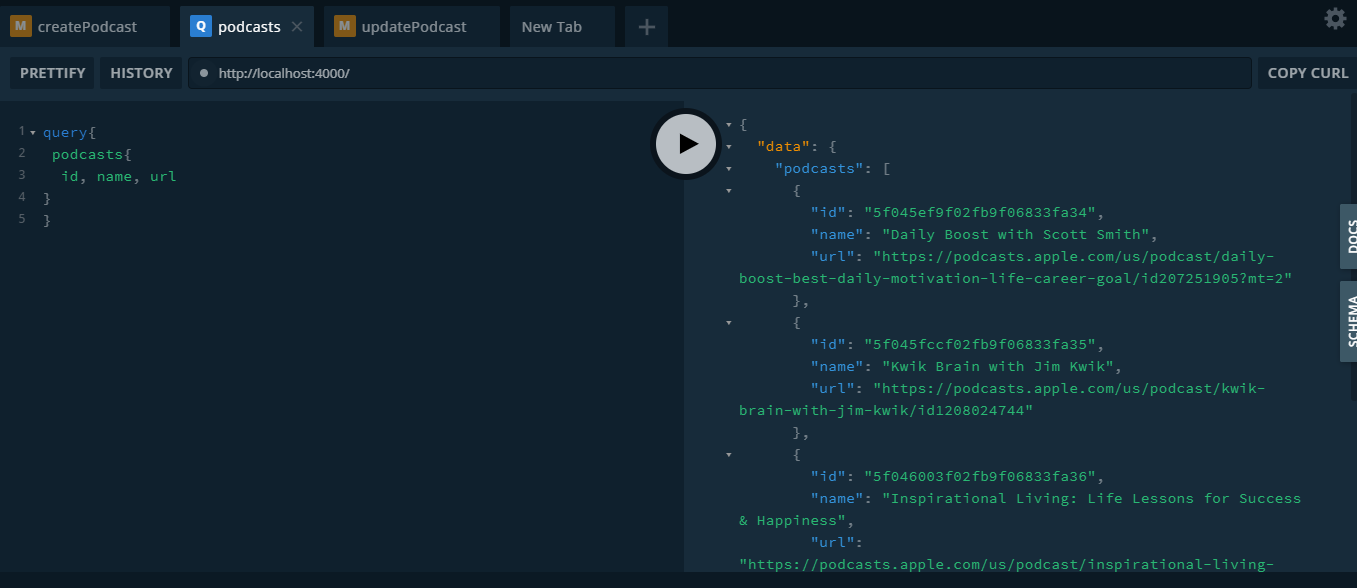 M createPodcast
Q podcasts ×
M updatePodcast
New Tab
+
PRETTIFY
HISTORY
http://localhost:4000/
COPY CURL
1 query{
2 podcasts{
3 id, name, url
4 }
5 }
{
"data": {
"podcasts": [
{
"id": "5f045ef9f02fb9f06833fa34",
"name": "Daily Boost with Scott Smith",
"url": "https://podcasts.apple.com/us/podcast/daily-
boost-best-daily-motivation-life-career-goal/id207251905?mt=2"
},
{
"id": "5f045fccf02fb9f06833fa35",
"name": "Kwik Brain with Jim Kwik",
"url": "https://podcasts.apple.com/us/podcast/kwik-
brain-with-jim-kwik/id1208024744"
},
{
"id": "5f046003f02fb9f06833fa36",
"name": "Inspirational Living: Life Lessons for Success
& Happiness",
"url":
"https://podcasts.apple.com/us/podcast/inspirational-living-
DOCS
SCHEMA